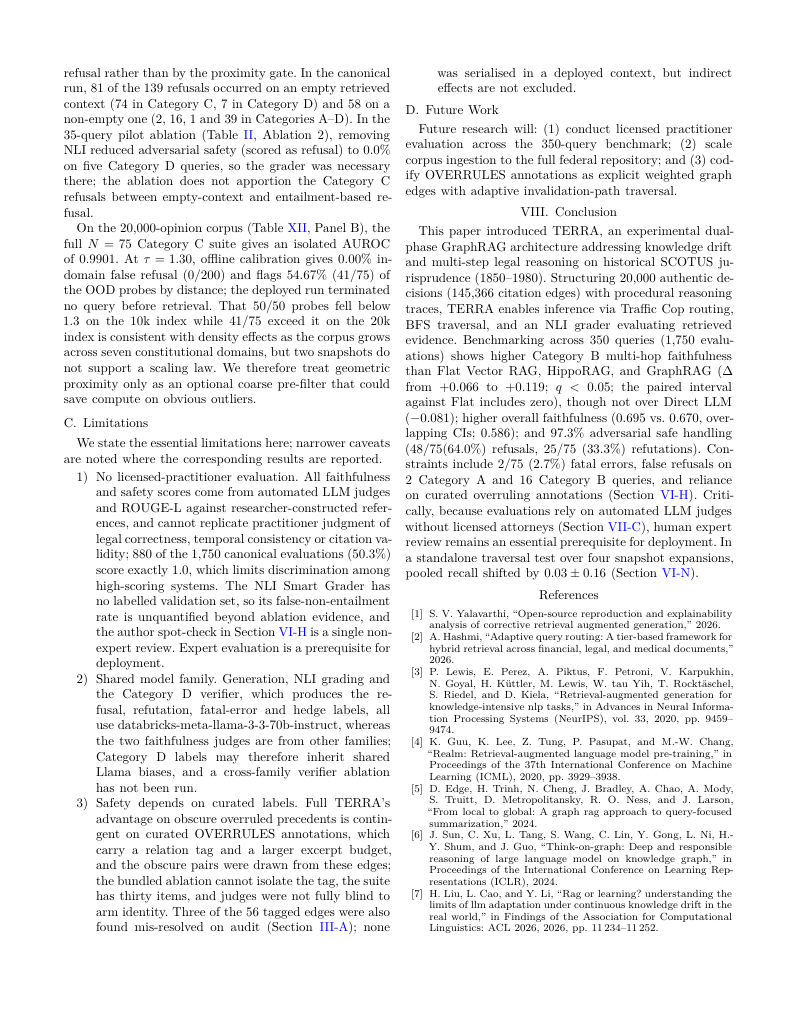 refusal rather than by the proximity gate. In the canonical
run, 81 of the 139 refusals occurred on an empty retrieved
context (74 in Category C, 7 in Category D) and 58 on a
non-empty one (2, 16, 1 and 39 in Categories A–D). In the
35-query pilot ablation (Table II, Ablation 2), removing
NLI reduced adversarial safety (scored as refusal) to 0.0%
on five Category D queries, so the grader was necessary
there; the ablation does not apportion the Category C
refusals between empty-context and entailment-based re-
fusal.
On the 20,000-opinion corpus (Table XII, Panel B), the
full N = 75 Category C suite gives an isolated AUROC
of 0.9901. At τ = 1.30, offline calibration gives 0.00% in-
domain false refusal (0/200) and flags 54.67% (41/75) of
the OOD probes by distance; the deployed run terminated
no query before retrieval. That 50/50 probes fell below
1.3 on the 10k index while 41/75 exceed it on the 20k
index is consistent with density effects as the corpus grows
across seven constitutional domains, but two snapshots do
not support a scaling law. We therefore treat geometric
proximity only as an optional coarse pre-filter that could
save compute on obvious outliers.
C. Limitations
We state the essential limitations here; narrower caveats
are noted where the corresponding results are reported.
1) No licensed-practitioner evaluation. All faithfulness
and safety scores come from automated LLM judges
and ROUGE-L against researcher-constructed refer-
ences, and cannot replicate practitioner judgment of
legal correctness, temporal consistency or citation va-
lidity; 880 of the 1,750 canonical evaluations (50.3%)
score exactly 1.0, which limits discrimination among
high-scoring systems. The NLI Smart Grader has
no labelled validation set, so its false-non-entailment
rate is unquantified beyond ablation evidence, and
the author spot-check in Section VI-H is a single non-
expert review. Expert evaluation is a prerequisite for
deployment.
2) Shared model family. Generation, NLI grading and
the Category D verifier, which produces the re-
fusal, refutation, fatal-error and hedge labels, all
use databricks-meta-llama-3-3-70b-instruct, whereas
the two faithfulness judges are from other families;
Category D labels may therefore inherit shared
Llama biases, and a cross-family verifier ablation
has not been run.
3) Safety depends on curated labels. Full TERRA's
advantage on obscure overruled precedents is contin-
gent on curated OVERRULES annotations, which
carry a relation tag and a larger excerpt budget,
and the obscure pairs were drawn from these edges;
the bundled ablation cannot isolate the tag, the suite
has thirty items, and judges were not fully blind to
arm identity. Three of the 56 tagged edges were also
found mis-resolved on audit (Section III-A); none
was serialised in a deployed context, but indirect
effects are not excluded.
D. Future Work
Future research will: (1) conduct licensed practitioner
evaluation across the 350-query benchmark; (2) scale
corpus ingestion to the full federal repository; and (3) cod-
ify OVERRULES annotations as explicit weighted graph
edges with adaptive invalidation-path traversal.
VIII. Conclusion
This paper introduced TERRA, an experimental dual-
phase GraphRAG architecture addressing knowledge drift
and multi-step legal reasoning on historical SCOTUS ju-
risprudence (1850–1980). Structuring 20,000 authentic de-
cisions (145,366 citation edges) with procedural reasoning
traces, TERRA enables inference via Traffic Cop routing,
BFS traversal, and an NLI grader evaluating retrieved
evidence. Benchmarking across 350 queries (1,750 evalu-
ations) shows higher Category B multi-hop faithfulness
than Flat Vector RAG, HippoRAG, and GraphRAG (Δ
from +0.066 to +0.119; q < 0.05; the paired interval
against Flat includes zero), though not over Direct LLM
(−0.081); higher overall faithfulness (0.695 vs. 0.670, over-
lapping CIs; 0.586); and 97.3% adversarial safe handling
(48/75(64.0%) refusals, 25/75 (33.3%) refutations). Con-
straints include 2/75 (2.7%) fatal errors, false refusals on
2 Category A and 16 Category B queries, and reliance
on curated overruling annotations (Section VI-H). Criti-
cally, because evaluations rely on automated LLM judges
without licensed attorneys (Section VII-C), human expert
review remains an essential prerequisite for deployment. In
a standalone traversal test over four snapshot expansions,
pooled recall shifted by 0.03 ± 0.16 (Section VI-N).
References
[1] S. V. Yalavarthi, “Open-source reproduction and explainability
analysis of corrective retrieval augmented generation,” 2026.
[2] A. Hashmi, “Adaptive query routing: A tier-based framework for
hybrid retrieval across financial, legal, and medical documents,”
2026.
[3] P. Lewis, E. Perez, A. Piktus, F. Petroni, V. Karpukhin,
N. Goyal, H. Küttler, M. Lewis, W. tau Yih, T. Rocktäschel,
S. Riedel, and D. Kiela, “Retrieval-augmented generation for
knowledge-intensive nlp tasks,” in Advances in Neural Informa-
tion Processing Systems (NeurIPS), vol. 33, 2020, pp. 9459–
9474.
[4] K. Guu, K. Lee, Z. Tung, P. Pasupat, and M.-W. Chang,
“Realm: Retrieval-augmented language model pre-training,” in
Proceedings of the 37th International Conference on Machine
Learning (ICML), 2020, pp. 3929–3938.
[5] D. Edge, H. Trinh, N. Cheng, J. Bradley, A. Chao, A. Mody,
S. Truitt, D. Metropolitansky, R. O. Ness, and J. Larson,
“From local to global: A graph rag approach to query-focused
summarization,” 2024.
[6] J. Sun, C. Xu, L. Tang, S. Wang, C. Lin, Y. Gong, L. Ni, H.-
Y. Shum, and J. Guo, “Think-on-graph: Deep and responsible
reasoning of large language model on knowledge graph,” in
Proceedings of the International Conference on Learning Rep-
resentations (ICLR), 2024.
[7] H. Liu, L. Cao, and Y. Li, “Rag or learning? understanding the
limits of llm adaptation under continuous knowledge drift in the
real world,” in Findings of the Association for Computational
Linguistics: ACL 2026, 2026, pp. 11 234–11 252.